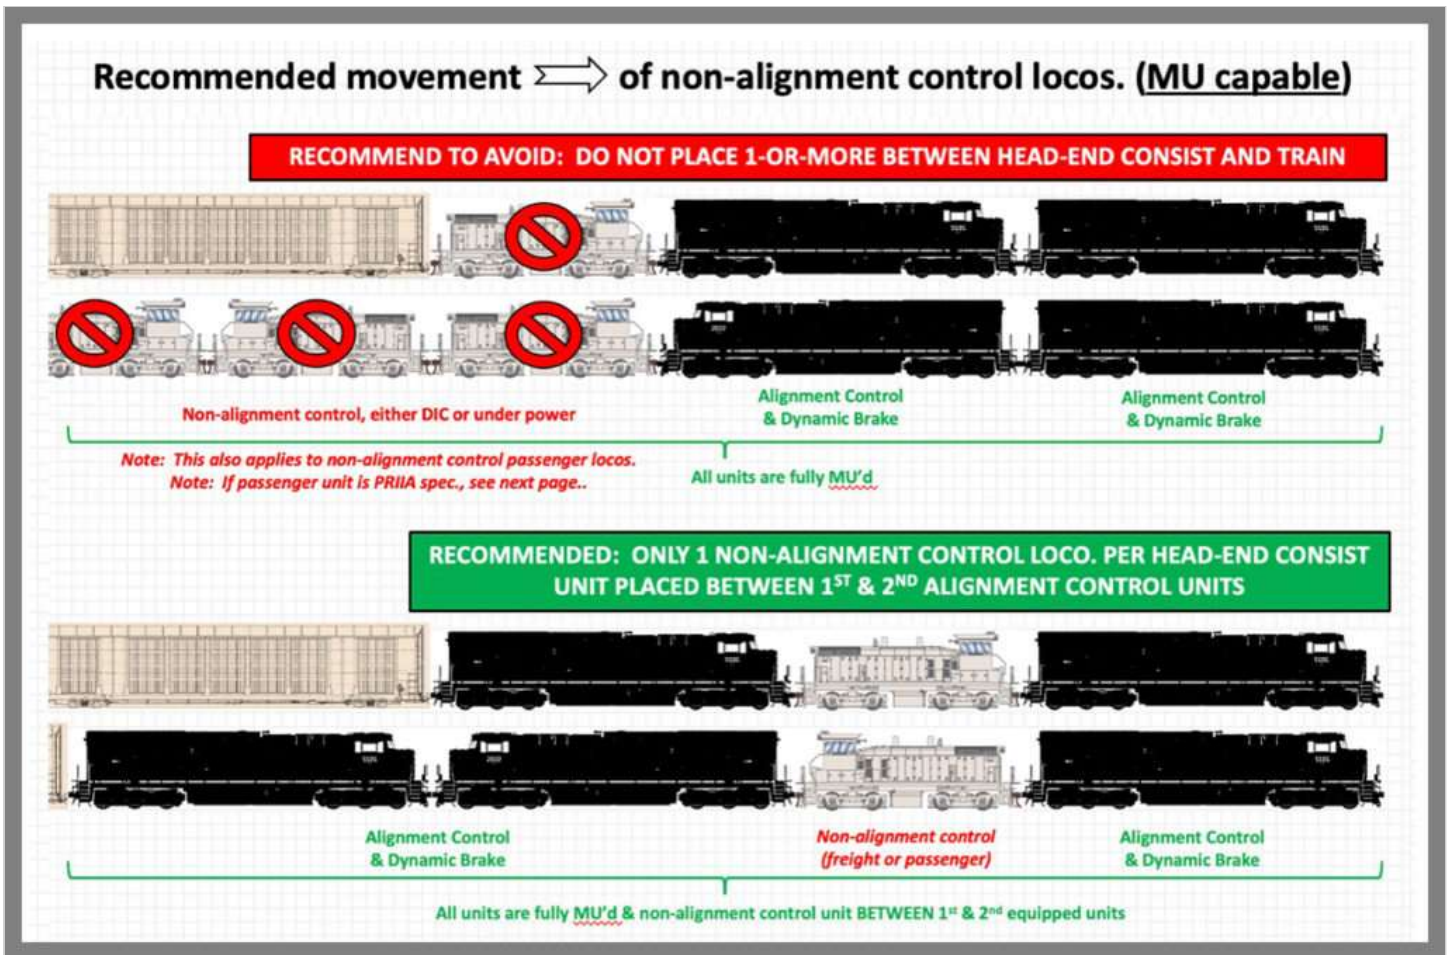 Recommended movement of non-alignment control locos. (MU capable)
RECOMMEND TO AVOID: DO NOT PLACE 1-OR-MORE BETWEEN HEAD-END CONSIST AND TRAIN
Alignment Control
& Dynamic Brake
Alignment Control
& Dynamic Brake
Non-alignment control, either DIC or under power
Note: This also applies to non-alignment control passenger locos.
Note: If passenger unit is PRIIA spec., see next page..
All units are fully MU'd
RECOMMENDED: ONLY 1 NON-ALIGNMENT CONTROL LOCO. PER HEAD-END CONSIST
UNIT PLACED BETWEEN 1ST & 2ND ALIGNMENT CONTROL UNITS
Alignment Control
& Dynamic Brake
Non-alignment control
(freight or passenger)
Alignment Control
& Dynamic Brake
All units are fully MU'd & non-alignment control unit BETWEEN 1st & 2nd equipped units